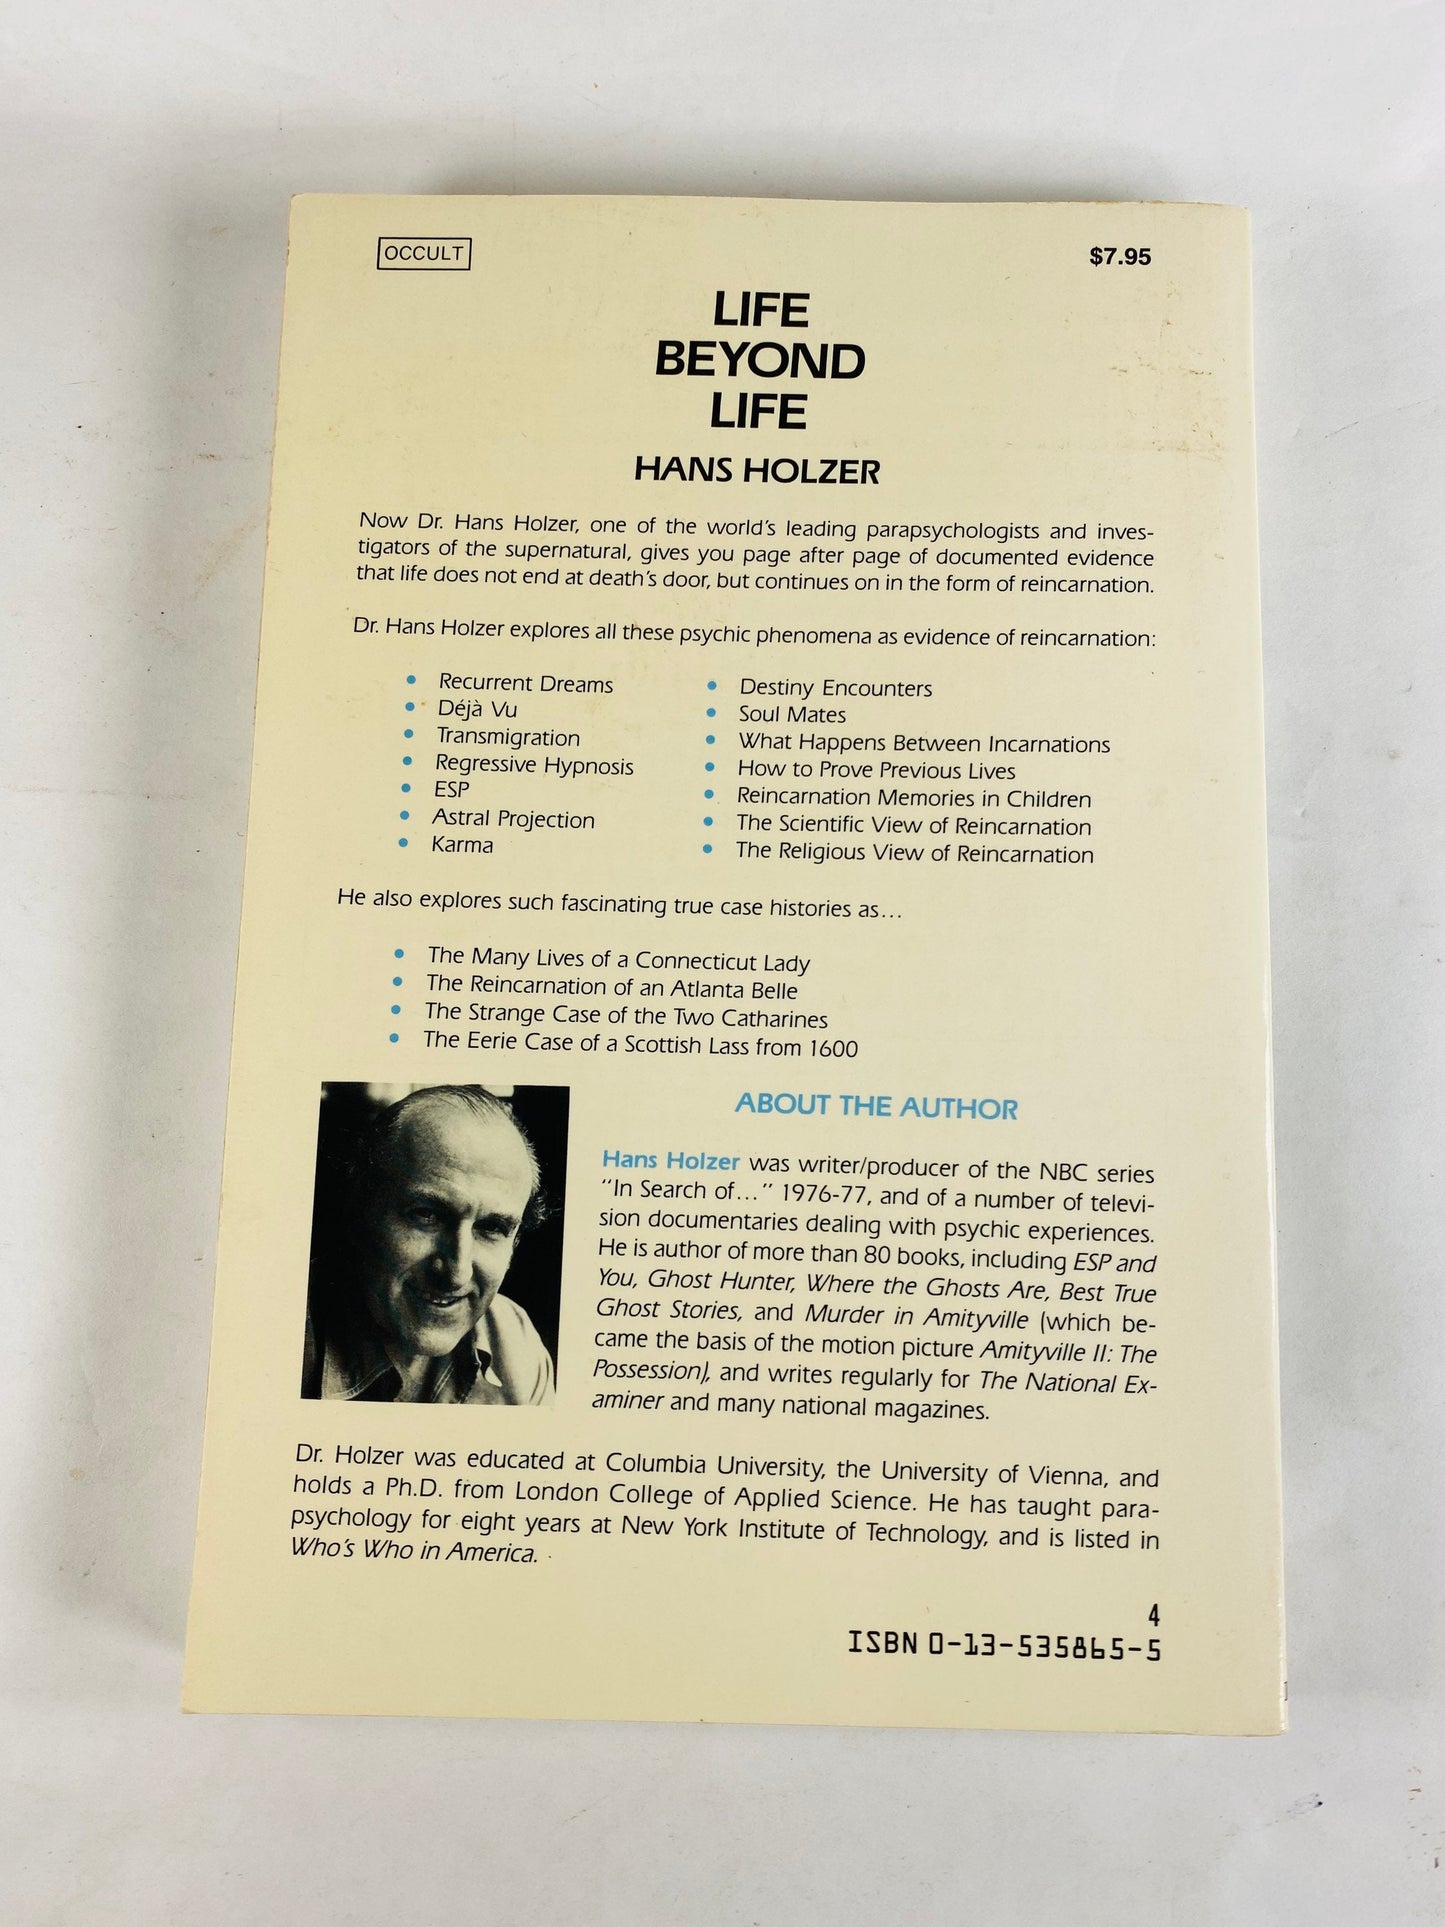 OCCULT
$7.95
LIFE
BEYOND
LIFE
HANS HOLZER
Now Dr. Hans Holzer, one of the world's leading parapsychologists and inves-
tigators of the supernatural, gives you page after page of documented evidence
that life does not end at death's door, but continues on in the form of reincarnation.
Dr. Hans Holzer explores all these psychic phenomena as evidence of reincarnation:
• Recurrent Dreams
• Déjà Vu
• Transmigration
• Regressive Hypnosis
• ESP
• Astral Projection
• Karma
• Destiny Encounters
• Soul Mates
• What Happens Between Incarnations
• How to Prove Previous Lives
• Reincarnation Memories in Children
• The Scientific View of Reincarnation
• The Religious View of Reincarnation
He also explores such fascinating true case histories as...
• The Many Lives of a Connecticut Lady
• The Reincarnation of an Atlanta Belle
• The Strange Case of the Two Catharines
• The Eerie Case of a Scottish Lass from 1600
ABOUT THE AUTHOR
Hans Holzer was writer/producer of the NBC series
"In Search of..." 1976-77, and of a number of televi-
sion documentaries dealing with psychic experiences.
He is author of more than 80 books, including ESP and
You, Ghost Hunter, Where the Ghosts Are, Best True
Ghost Stories, and Murder in Amityville (which be-
came the basis of the motion picture Amityville II: The
Possession), and writes regularly for The National Ex-
aminer and many national magazines.
Dr. Holzer was educated at Columbia University, the University of Vienna, and
holds a Ph.D. from London College of Applied Science. He has taught para-
psychology for eight years at New York Institute of Technology, and is listed in
Who's Who in America.
4
ISBN 0-13-535865-5